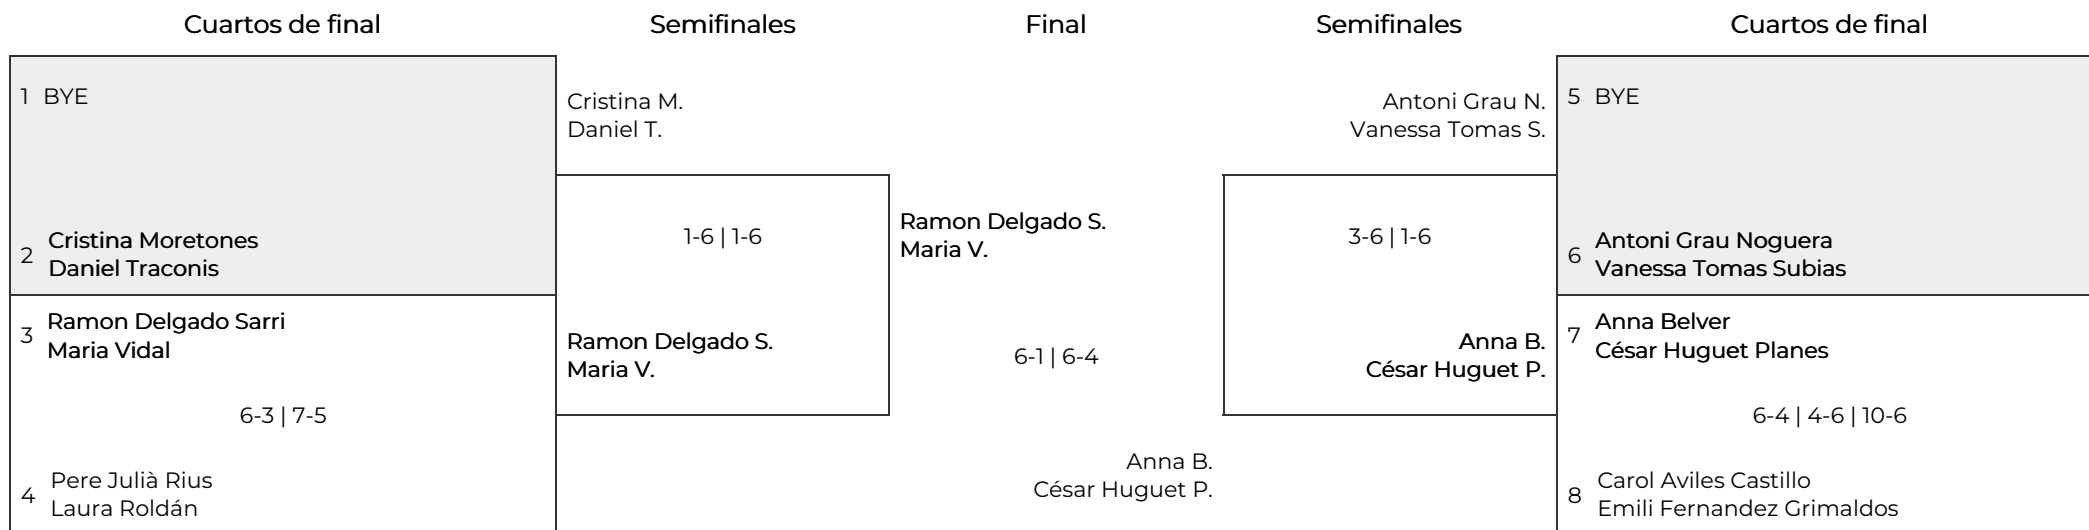 Cuartos de final
Semifinales
Final
Semifinales
Cuartos de final
1 BYE
2 Cristina Moretones
Daniel Traconis
3 Ramon Delgado Sarri
Maria Vidal
6-3 | 7-5
4 Pere Julià Rius
Laura Roldán
Cristina M.
Daniel T.
1-6 | 1-6
Ramon Delgado S.
Maria V.
Ramon Delgado S.
Maria V.
6-1 | 6-4
Anna B.
César Huguet P.
Antoni Grau N.
Vanessa Tomas S.
3-6 | 1-6
Anna B.
César Huguet P.
5 BYE
6 Antoni Grau Noguera
Vanessa Tomas Subias
7 Anna Belver
César Huguet Planes
6-4 | 4-6 | 10-6
8 Carol Aviles Castillo
Emili Fernandez Grimaldos